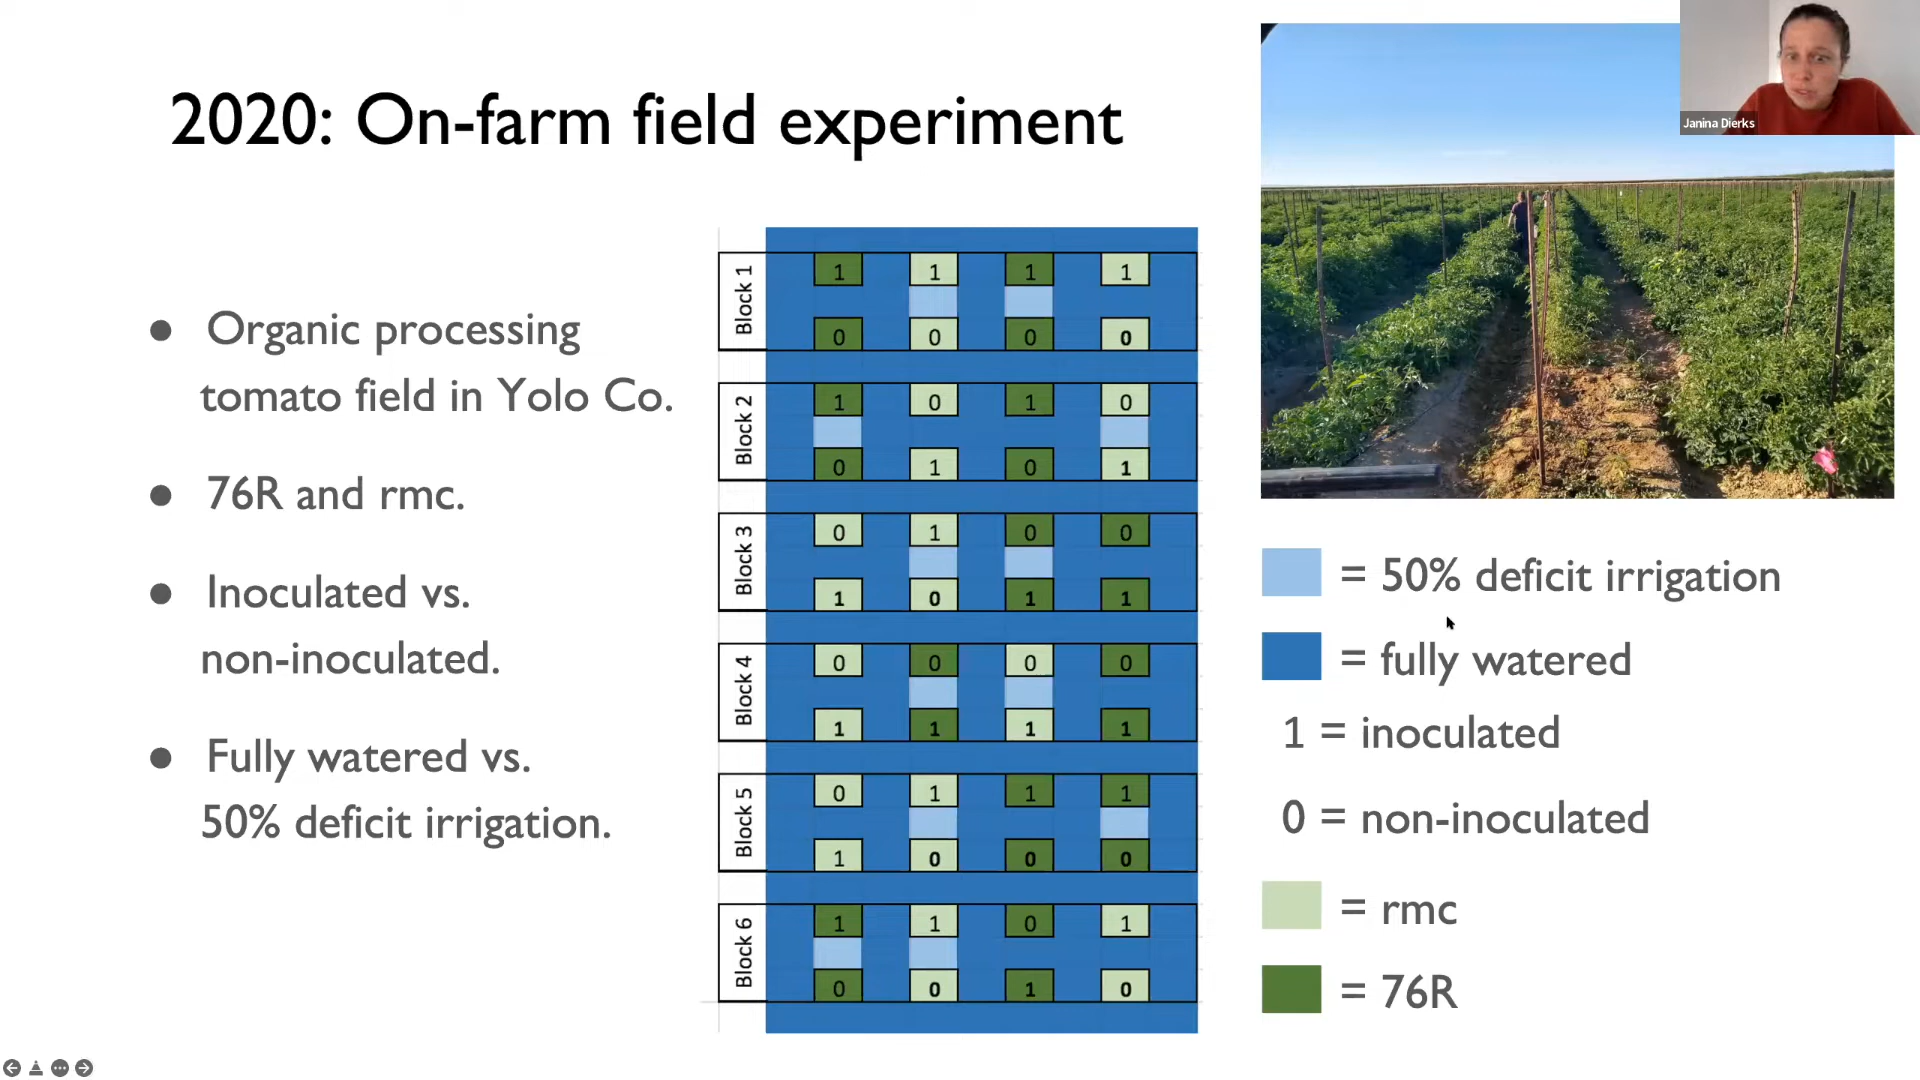 2020: On-farm field experiment
Janina Dierks
● Organic processing
tomato field in Yolo Co.
● 76R and rmc.
● Inoculated vs.
non-inoculated.
● Fully watered vs.
50% deficit irrigation.
Block 1
1 1 1 1
0 0 0 0
Block 2
1 0 1 0
0 1 0 1
Block 3
0 1 0 0
1 0 1 1
Block 4
0 0 0 0
1 1 1 1
Block 5
0 1 1 1
1 0 0 0
Block 6
1 1 0 1
0 0 1 0
= 50% deficit irrigation
= fully watered
1 = inoculated
0 = non-inoculated
= rmc
= 76R